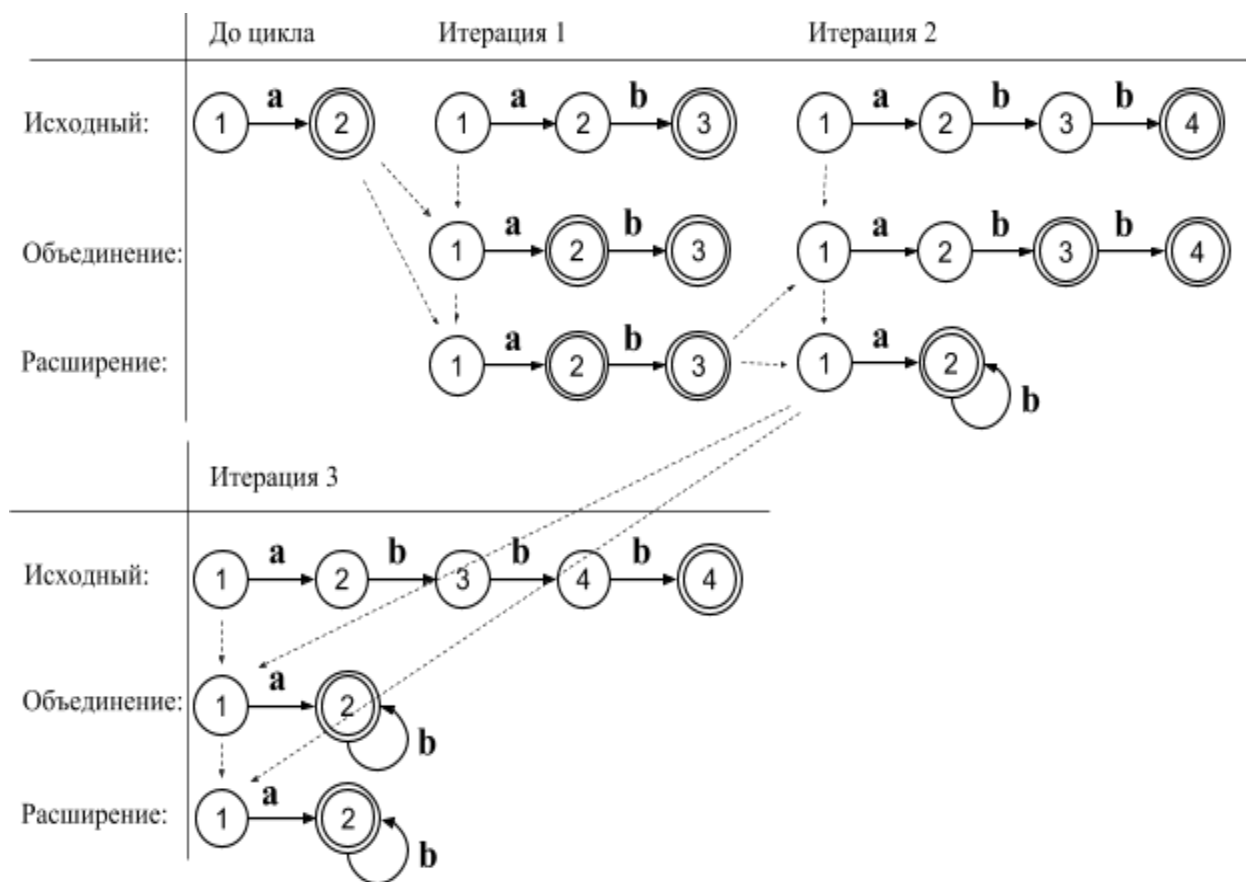 До цикла Итерация 1 Итерация 2
a a b a b b
Исходный: 1 2 1 2 3 1 2 3 4
a b a b b
Объединение: 1 2 3 1 2 3 4
a b a
Расширение: 1 2 3 1 2
b
Итерация 3
a b b b
Исходный: 1 2 3 4 4
a
Объединение: 1 2
b
a
Расширение: 1 2
b